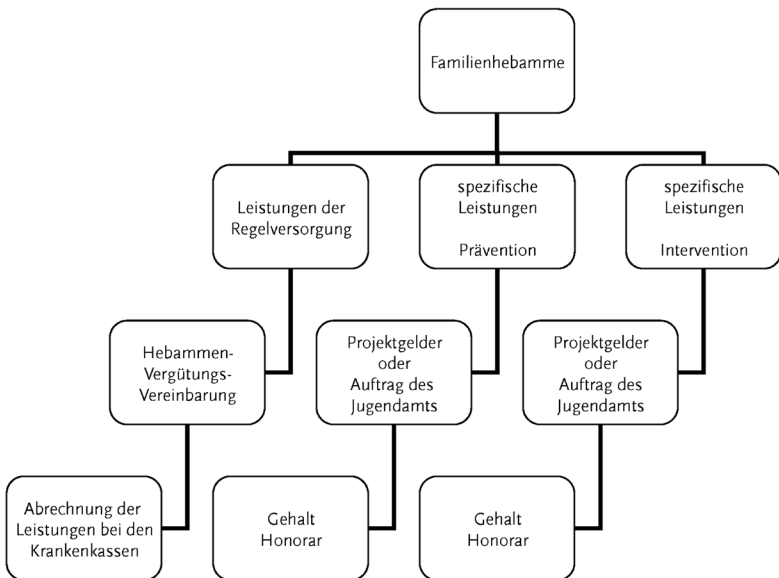 Familienhebamme
Leistungen der
Regelversorgung
spezifische
Leistungen
Prävention
spezifische
Leistungen
Intervention
Hebammen-
Vergütungs-
Vereinbarung
Projektgelder
oder
Auftrag des
Jugendamts
Projektgelder
oder
Auftrag des
Jugendamts
Abrechnung der
Leistungen bei den
Krankenkassen
Gehalt
Honorar
Gehalt
Honorar